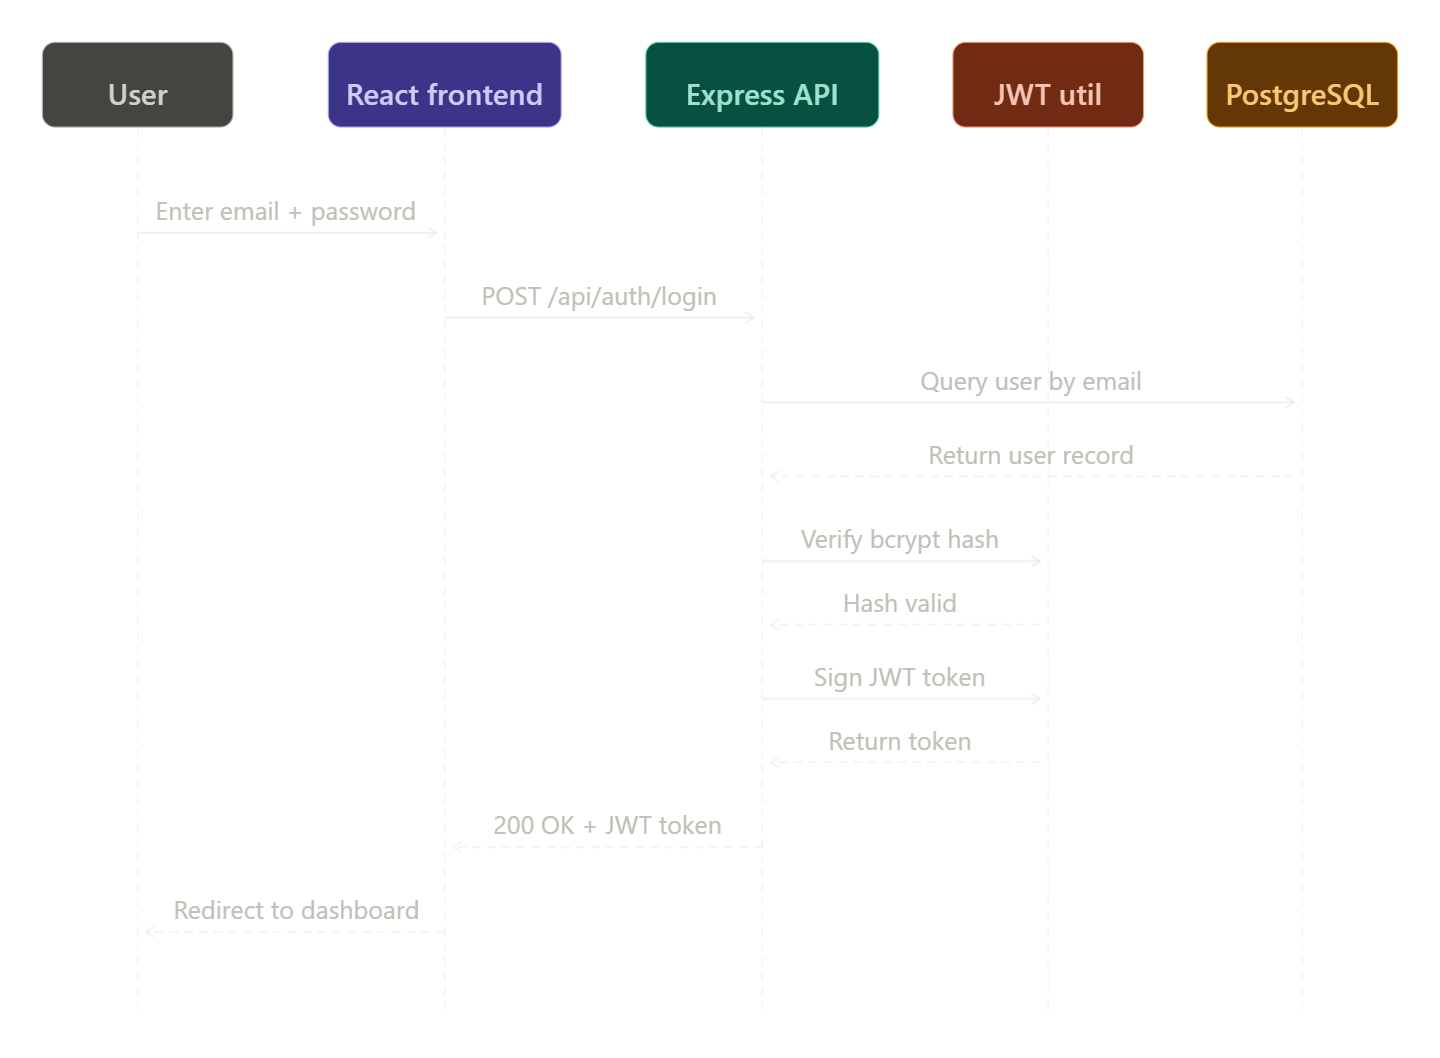 User
React frontend
Express API
JWT util
PostgreSQL
Enter email + password
POST /api/auth/login
Query user by email
Return user record
Verify bcrypt hash
Hash valid
Sign JWT token
Return token
200 OK + JWT token
Redirect to dashboard